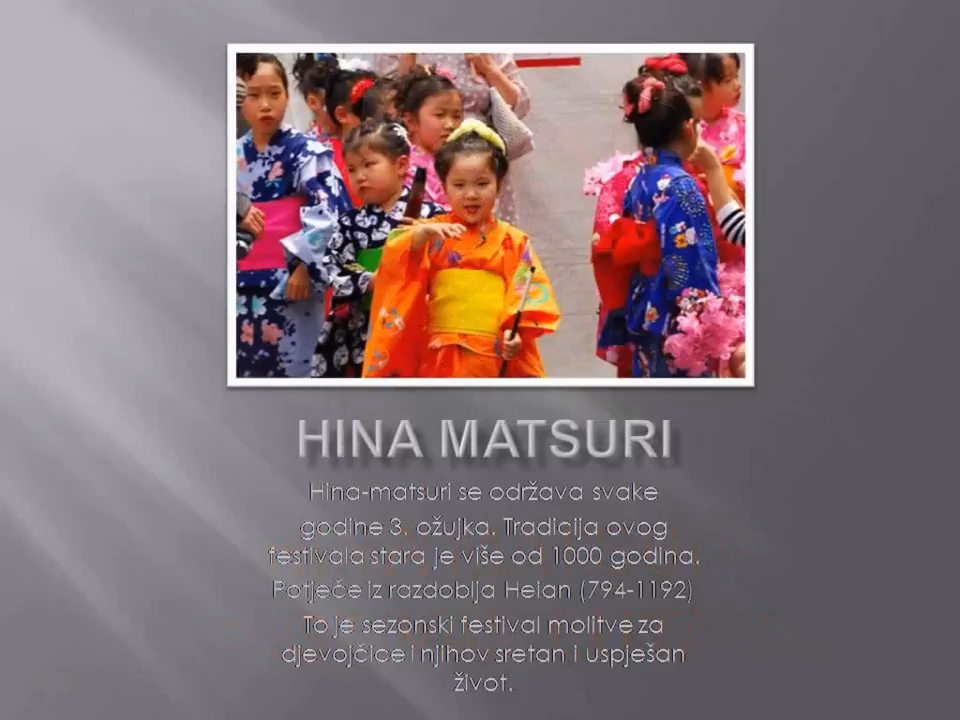 HINA MATSURI
Hina-matsuri se održava svake
godine 3. ožujka. Tradicija ovog
festivala stara je više od 1000 godina.
Potječe iz razdoblja Heian (794-1192)
To je sezonski festival molitve za
djevojčice i njihov sretan i uspješan
život.